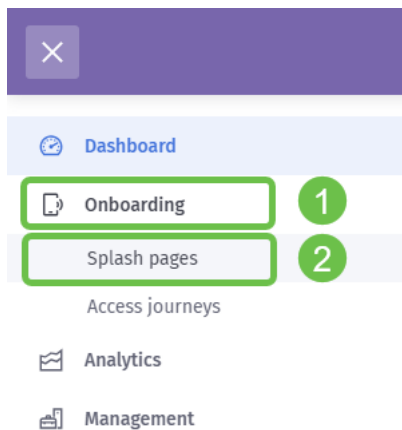 Dashboard
Onboarding 1
Splash pages 2
Access journeys
Analytics
Management